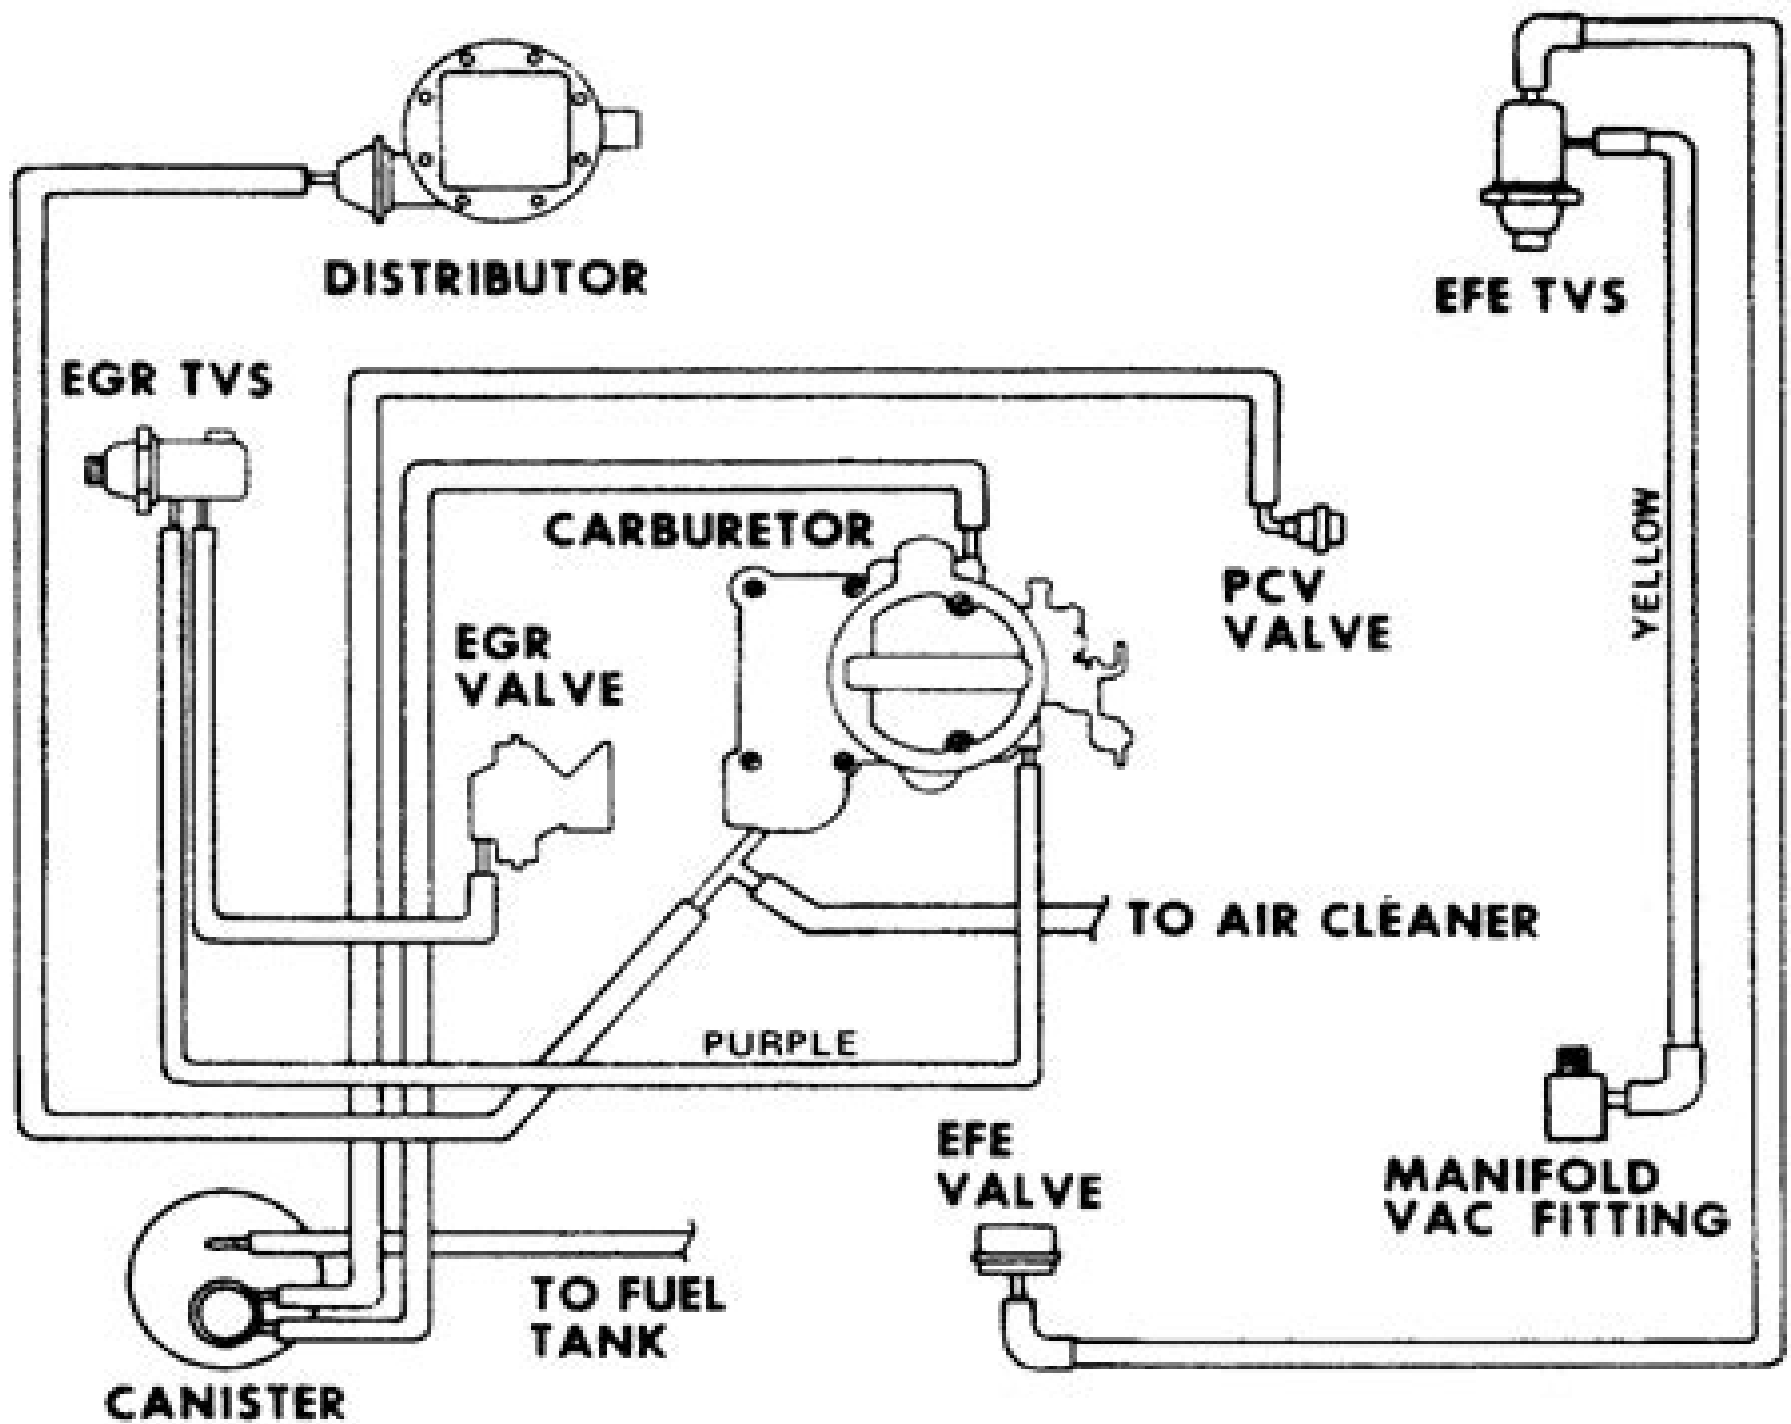 DISTRIBUTOR
EFE TVS
EGR TVS
CARBURETOR
YELLOW
PCV
VALVE
EGR
VALVE
TO AIR CLEANER
PURPLE
EFE
VALVE
MANIFOLD
VAC FITTING
TO FUEL
TANK
CANISTER